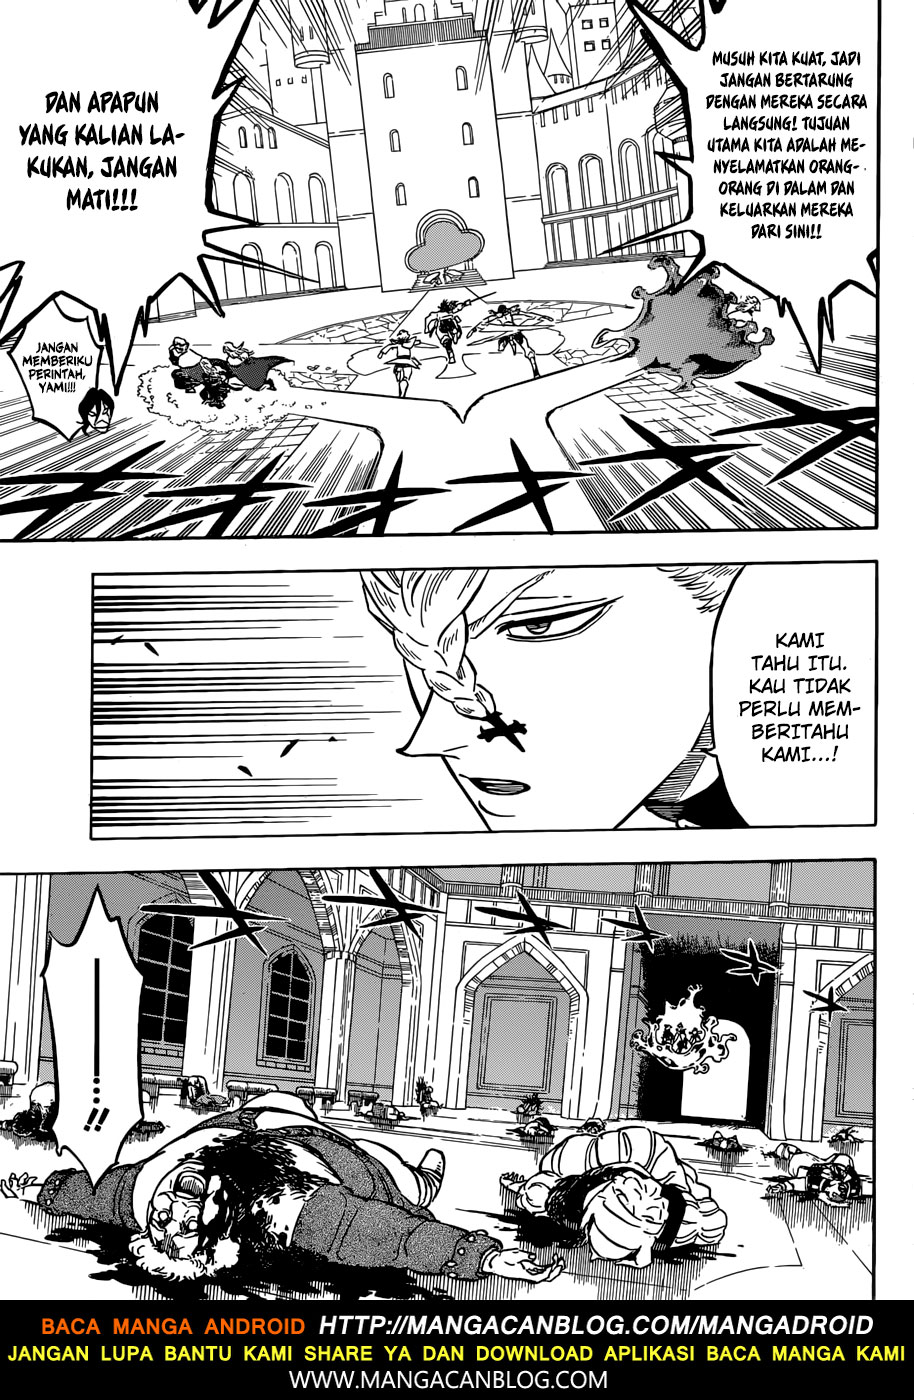 MUSUH KITA KUAT, JADI
JANGAN BERTARUNG
DENGAN MEREKA SECARA
LANGSUNG! TUJUAN
UTAMA KITA ADALAH ME-
NYELAMATKAN ORANG-
ORANG DI DALAM DAN
KELUARKAN MEREKA
DARI SINI!!
DAN APAPUN
YANG KALIAN LA-
KUKAN, JANGAN
MATI!!!
JANGAN
MEMBERIKU
PERINTAH,
YAMI!!!
KAMI
TAHU ITU.
KAU TIDAK
PERLU MEM-
BERITAHU
KAMI...!
—...!!
BACA MANGA ANDROID HTTP://MANGACANBLOG.COM/MANGADROID
JANGAN LUPA BANTU KAMI SHARE YA DAN DOWNLOAD APLIKASI BACA MANGA KAMI
WWW.MANGACANBLOG.COM